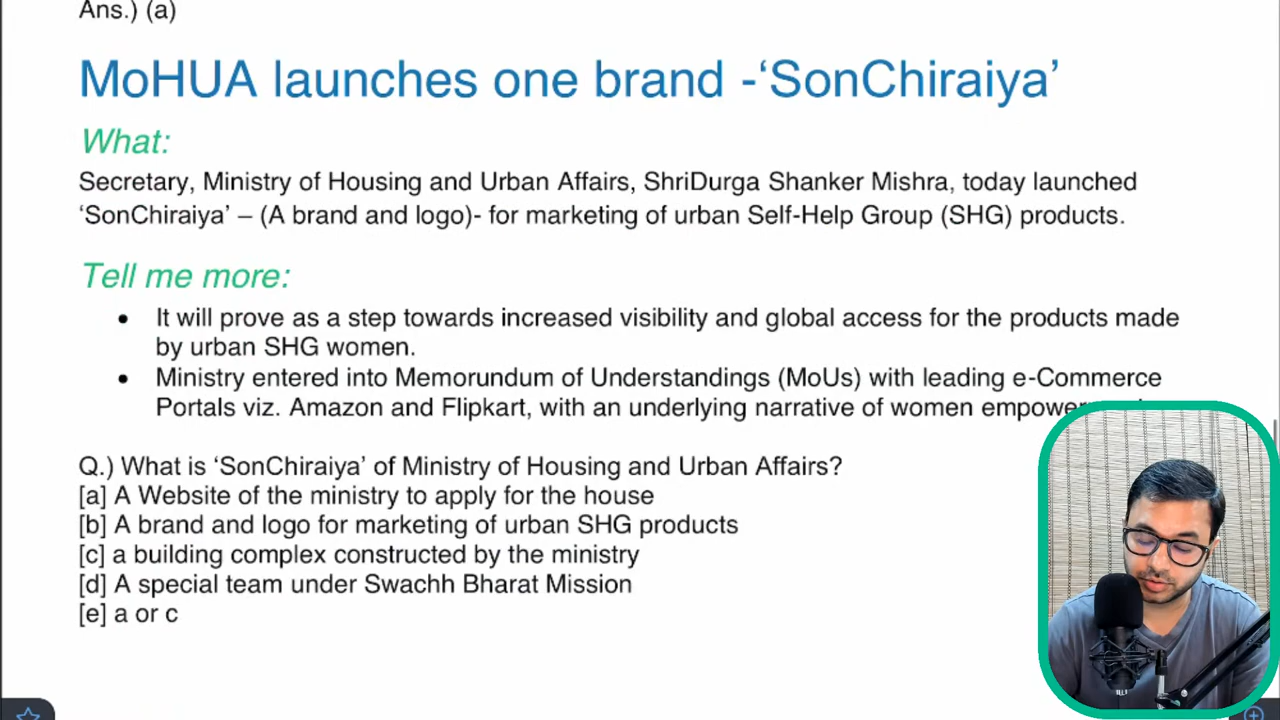 Ans.) (a)
MoHUA launches one brand -‘SonChiraiya’
What:
Secretary, Ministry of Housing and Urban Affairs, ShriDurga Shanker Mishra, today launched
‘SonChiraiya’ – (A brand and logo)- for marketing of urban Self-Help Group (SHG) products.
Tell me more:
• It will prove as a step towards increased visibility and global access for the products made
by urban SHG women.
• Ministry entered into Memorundum of Understandings (MoUs) with leading e-Commerce
Portals viz. Amazon and Flipkart, with an underlying narrative of women
Q.) What is ‘SonChiraiya’ of Ministry of Housing and Urban Affairs?
[a] A Website of the ministry to apply for the house
[b] A brand and logo for marketing of urban SHG products
[c] a building complex constructed by the ministry
[d] A special team under Swachh Bharat Mission
[e] a or c